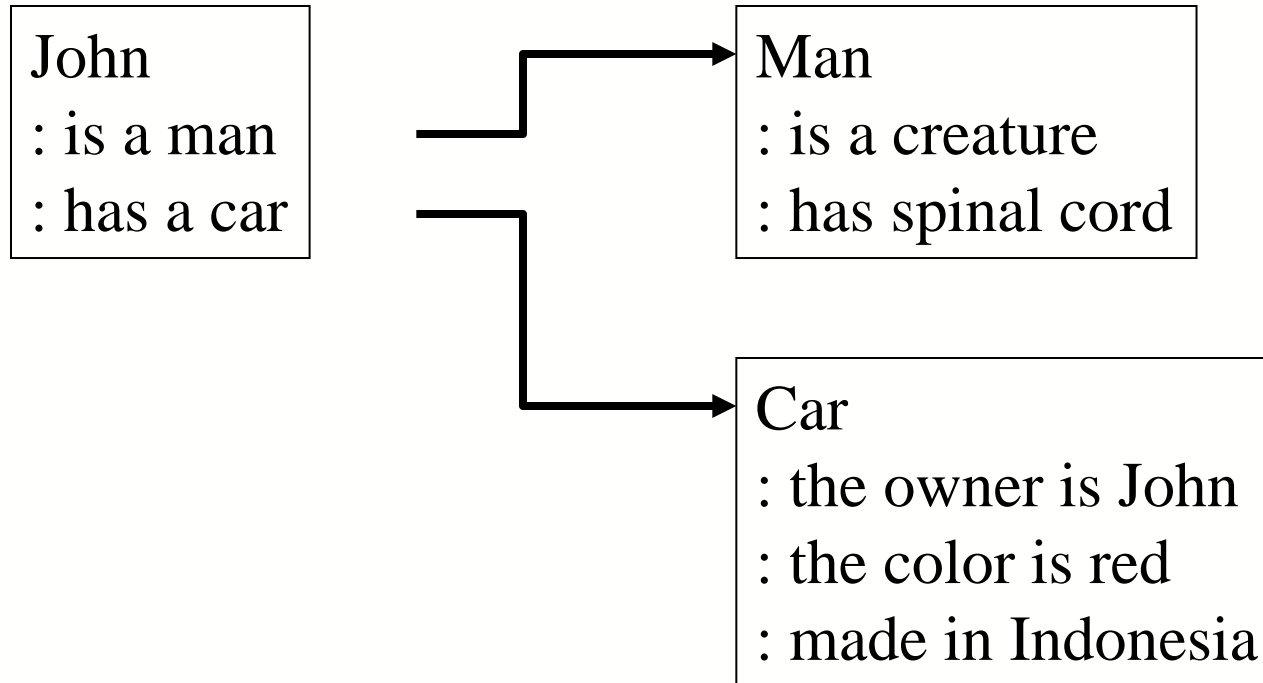 John
: is a man
: has a car
Man
: is a creature
: has spinal cord
Car
: the owner is John
: the color is red
: made in Indonesia